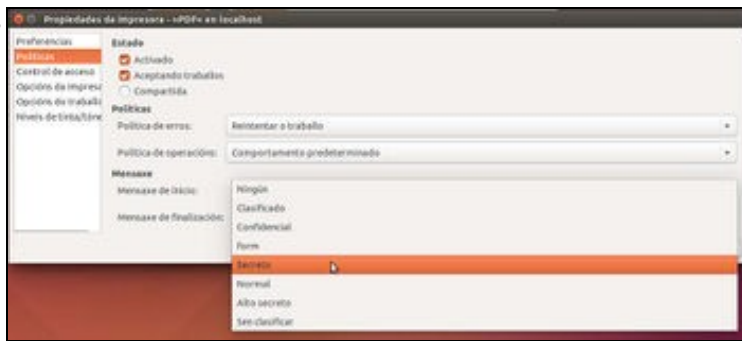 Propiedades da impresora - «PDF» en localhost
Preferencias
Políticas
Control de acceso
Opcións da impreso
Opcións do traballo
Niveis de tinta/tóne
Estado
Activado
Aceptando traballos
Compartida
Políticas
Política de erros: Reintentar o traballo
Política de operacións: Comportamento predeterminado
Mensaxe
Mensaxe de inicio:
Mensaxe de finalización:
Ningún
Clasificado
Confidencial
Form
Secreto
Normal
Alto secreto
Sen clasificar